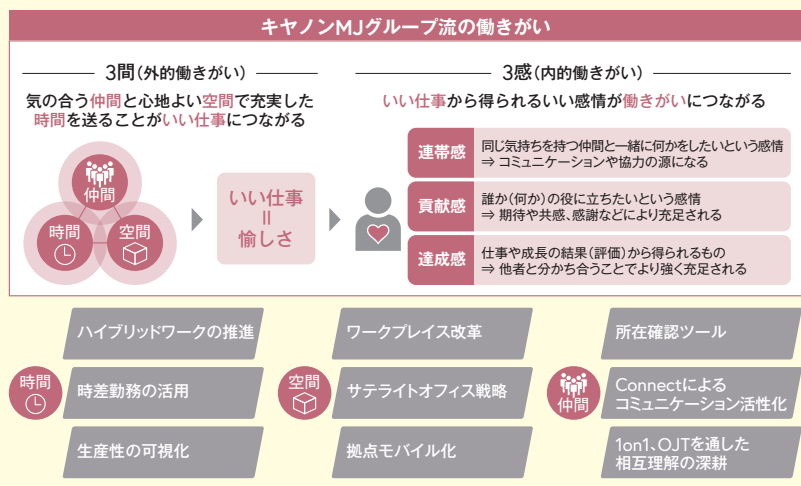 キヤノンMJグループ流の働きがい
3間(外的働きがい)
気の合う仲間と心地よい空間で充実した
時間を送ることがいい仕事につながる
仲間
時間
空間
いい仕事
=
愉しさ
3感(内的働きがい)
いい仕事から得られるいい感情が働きがいにつながる
連帯感
同じ気持ちを持つ仲間と一緒に何かをしたいという感情
⇒ コミュニケーションや協力の源になる
貢献感
誰か(何か)の役に立ちたいという感情
⇒ 期待や共感、感謝などにより充足される
達成感
仕事や成長の結果(評価)から得られるもの
⇒ 他者と分かち合うことでより強く充足される
時間
ハイブリッドワークの推進
時差勤務の活用
生産性の可視化
空間
ワークプレイス改革
サテライトオフィス戦略
拠点モバイル化
仲間
所在確認ツール
Connectによる
コミュニケーション活性化
1on1、OJTを通した
相互理解の深耕